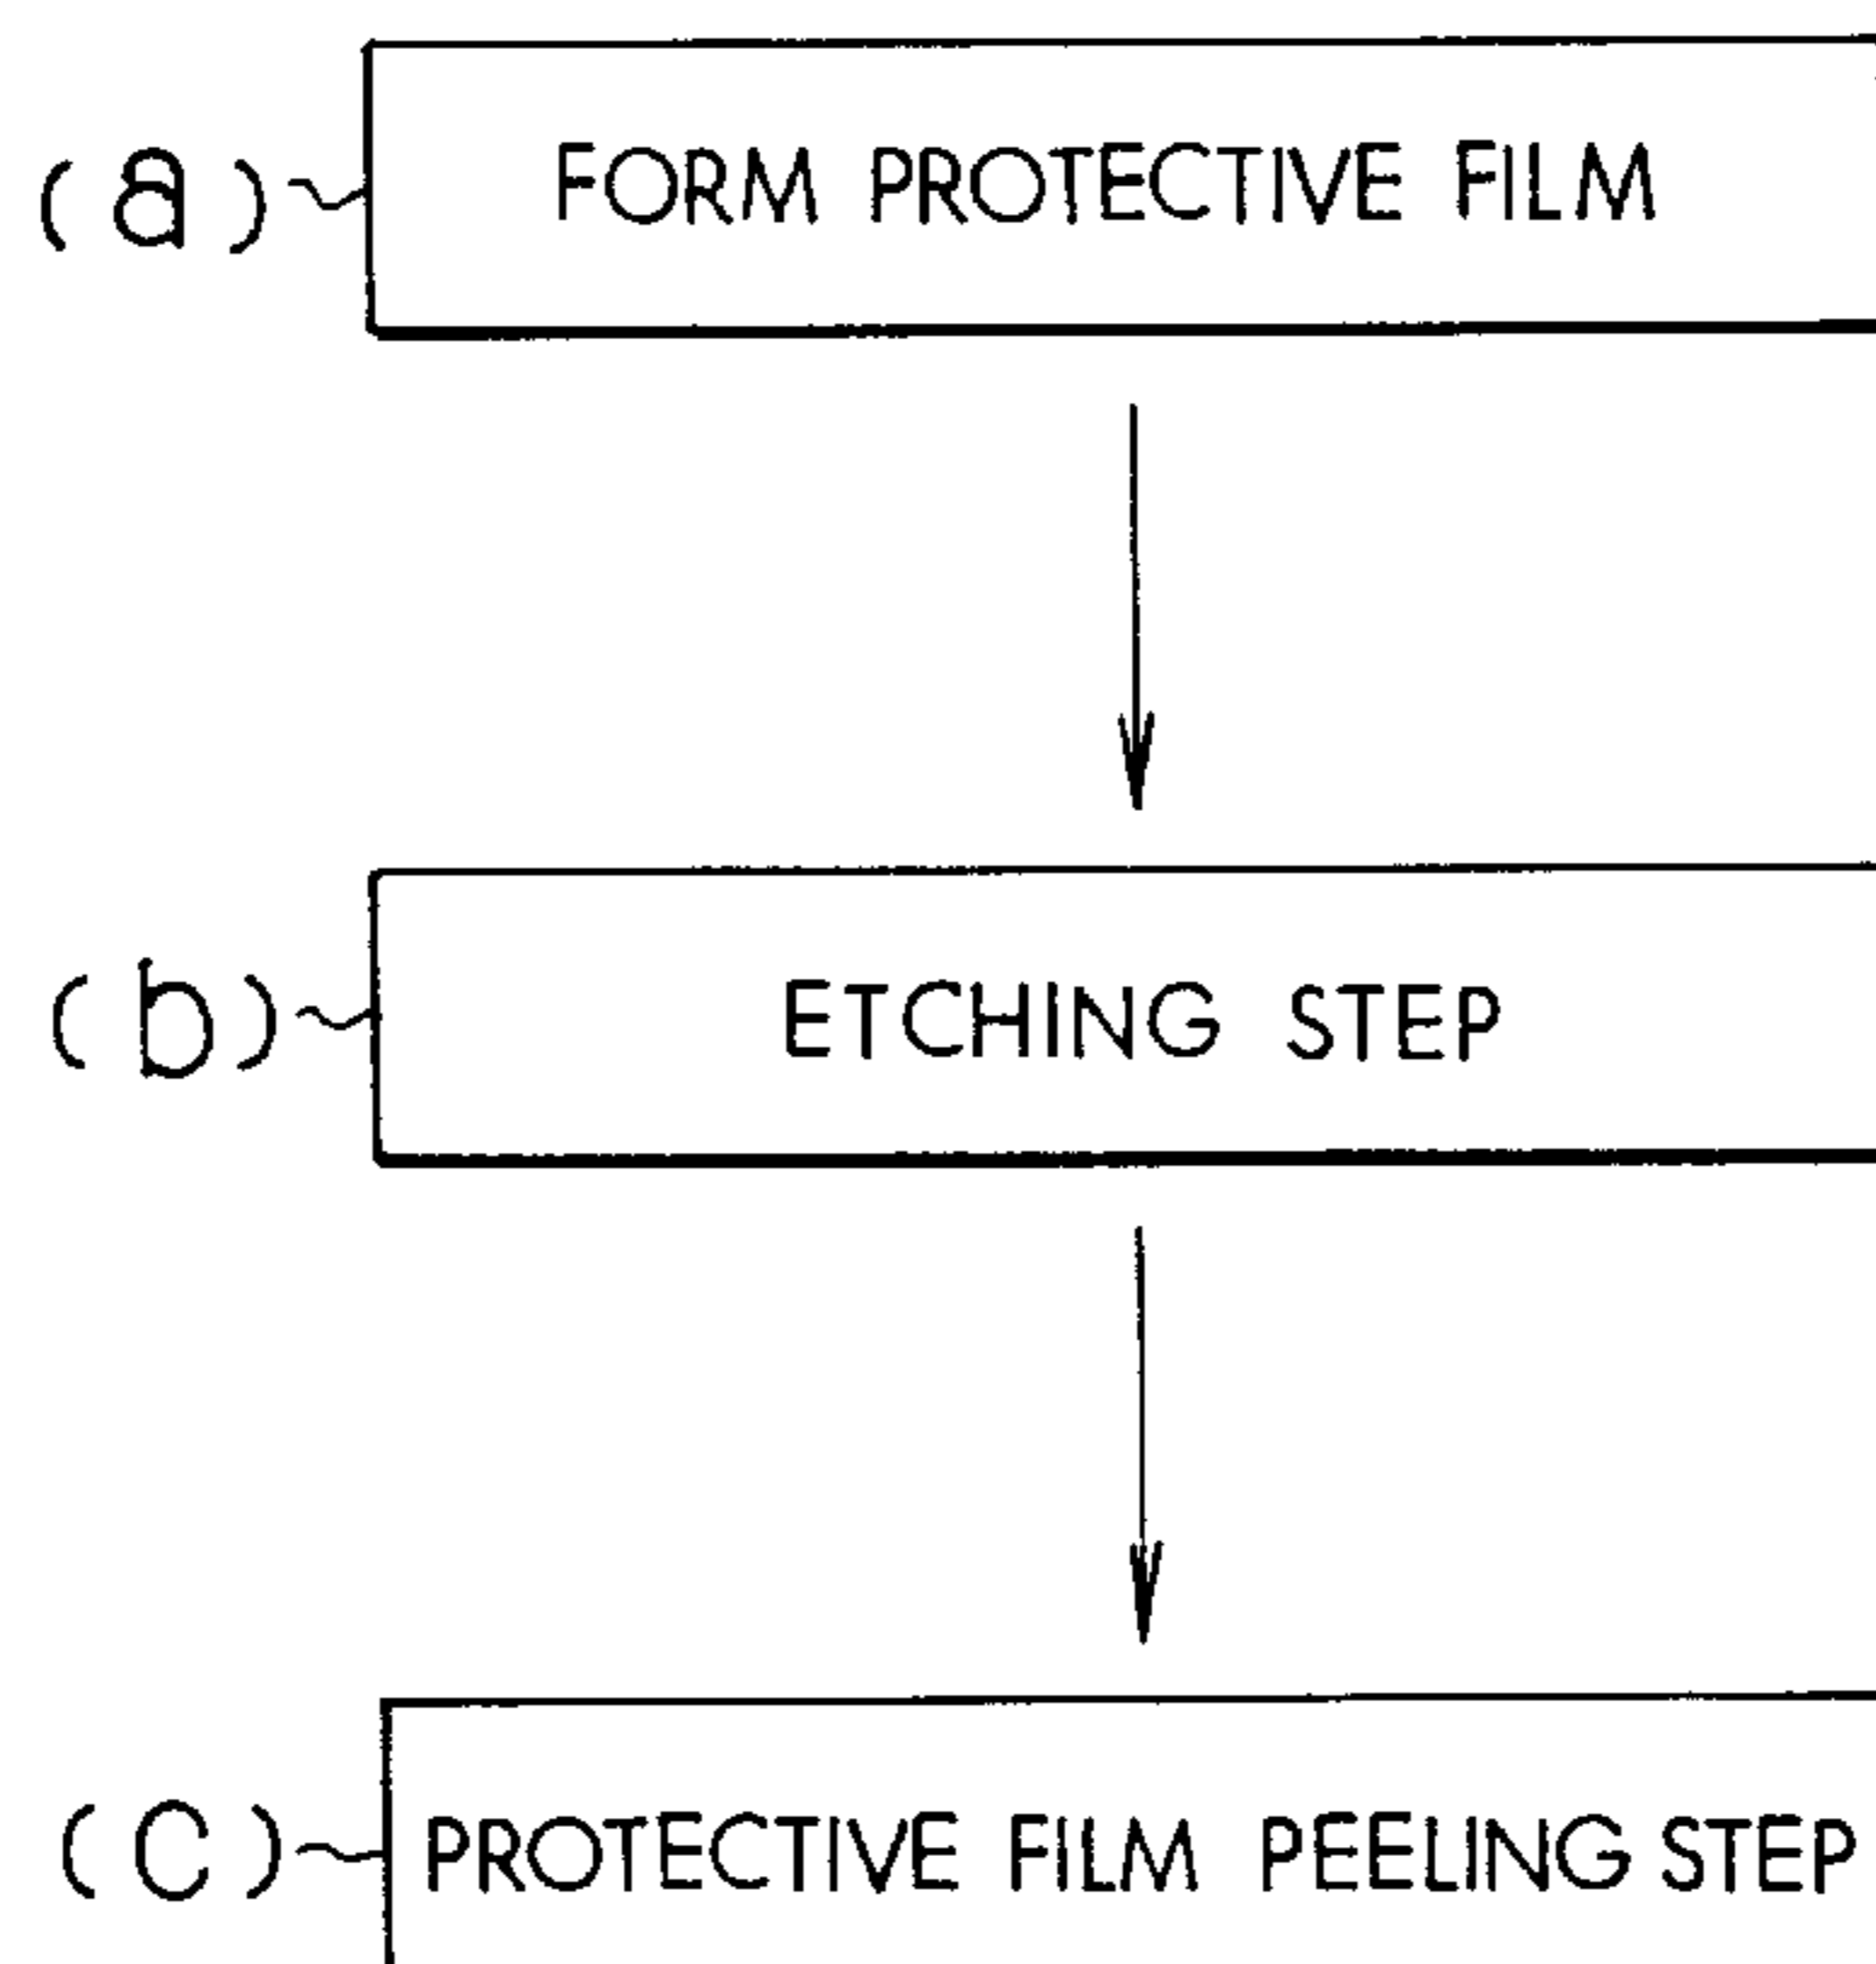 (a) FORM PROTECTIVE FILM
(b) ETCHING STEP
(c) PROTECTIVE FILM PEELING STEP